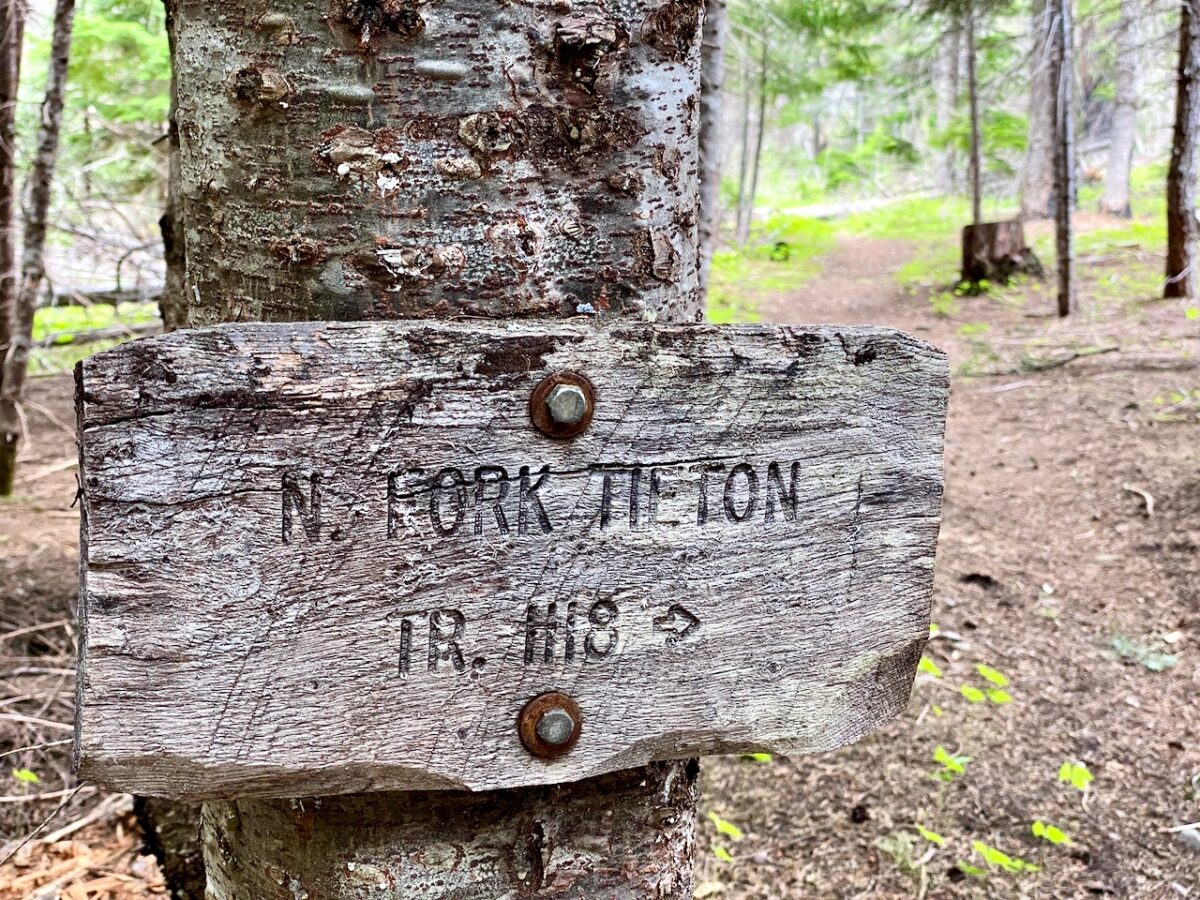 N. FORK TIETON
TR. 1118 →